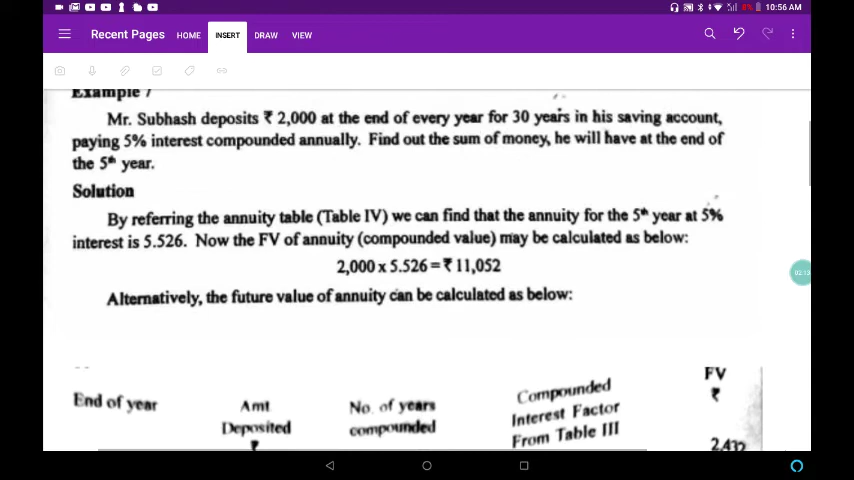 8% 10:56 AM
Recent Pages HOME INSERT DRAW VIEW
Example 7
Mr. Subhash deposits ₹ 2,000 at the end of every year for 30 years in his saving account,
paying 5% interest compounded annually. Find out the sum of money, he will have at the end of
the 5th year.
Solution
By referring the annuity table (Table IV) we can find that the annuity for the 5th year at 5%
interest is 5.526. Now the FV of annuity (compounded value) may be calculated as below:
2,000 x 5.526 = ₹ 11,052
02:13
Alternatively, the future value of annuity can be calculated as below:
FV
₹
End of year Amt Deposited ₹ No. of years compounded Compounded Interest Factor From Table III
2,432